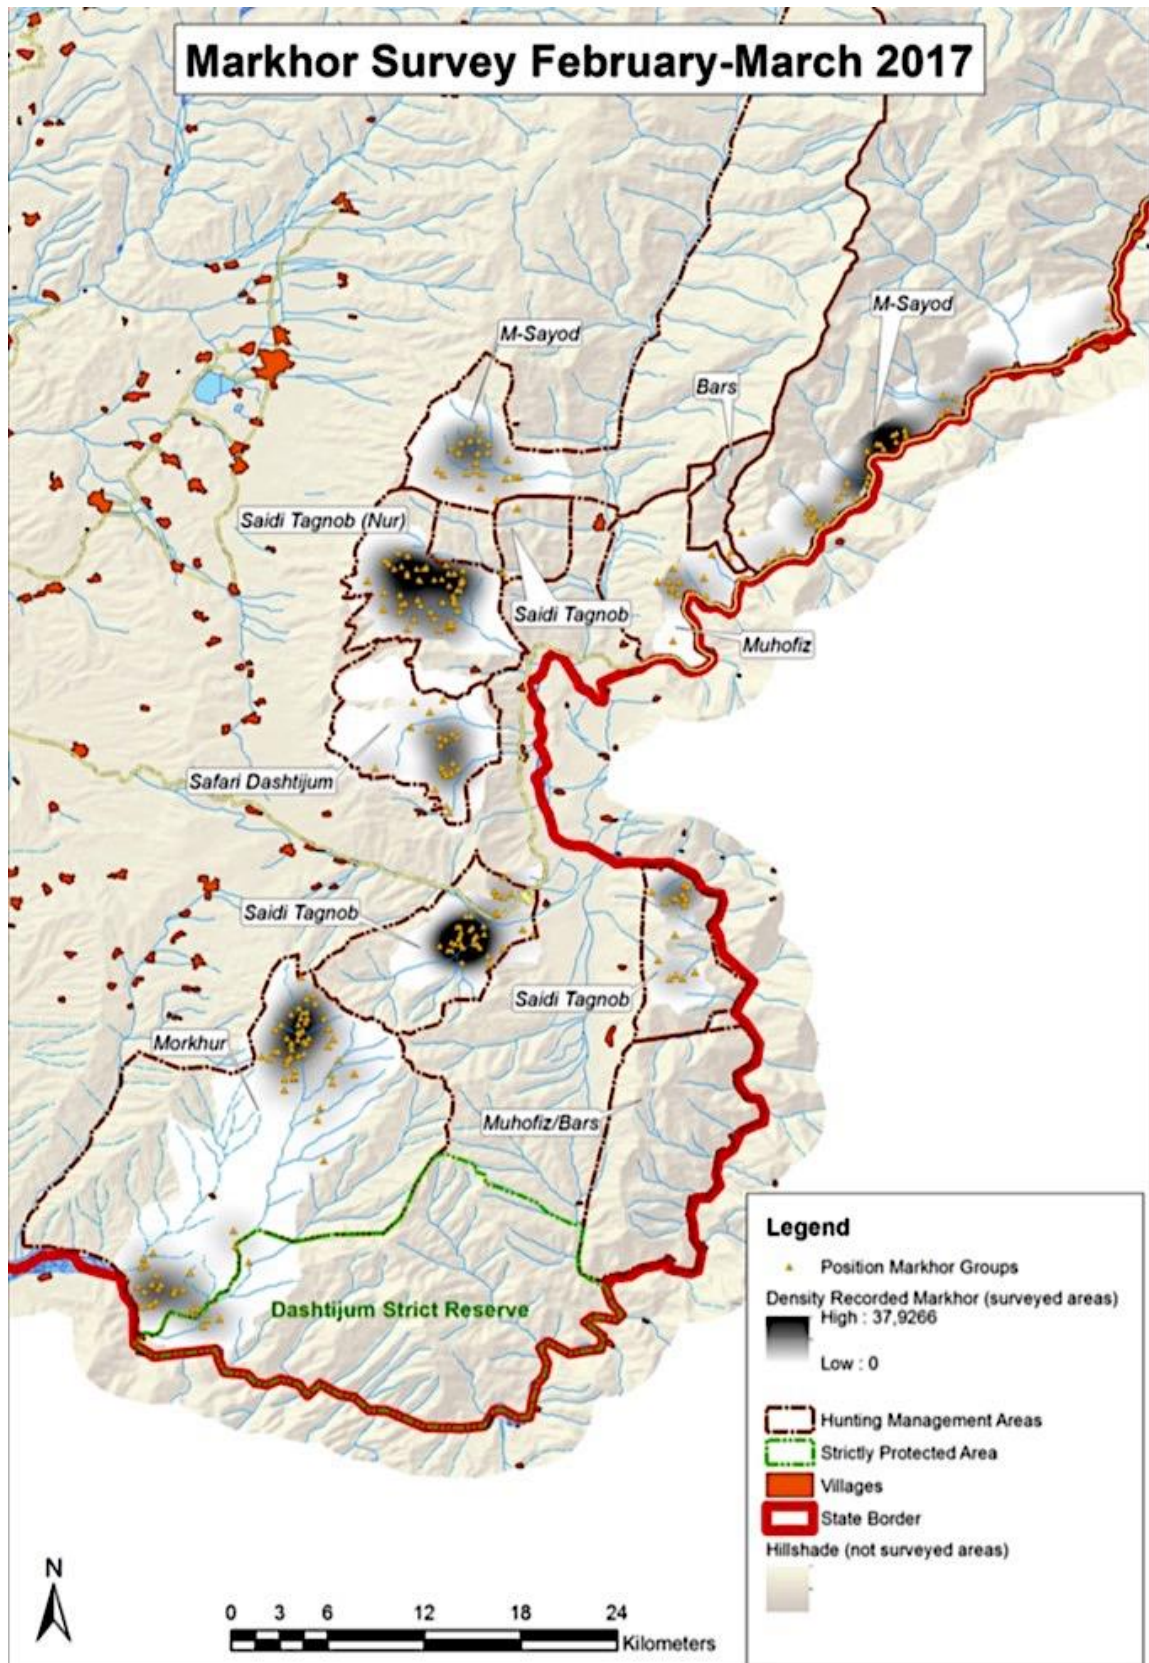 Markhor Survey February-March 2017
M-Sayod
M-Sayod
Bars
Saidi Tagnob (Nur)
Saidi Tagnob
Muhofiz
Safari Dashtijum
Saidi Tagnob
Saidi Tagnob
Morkhur
Muhofiz/Bars
Dashtijum Strict Reserve
Legend
Position Markhor Groups
Density Recorded Markhor (surveyed areas)
High : 37,9266
Low : 0
Hunting Management Areas
Strictly Protected Area
Villages
State Border
Hillshade (not surveyed areas)
N
0 3 6 12 18 24
Kilometers